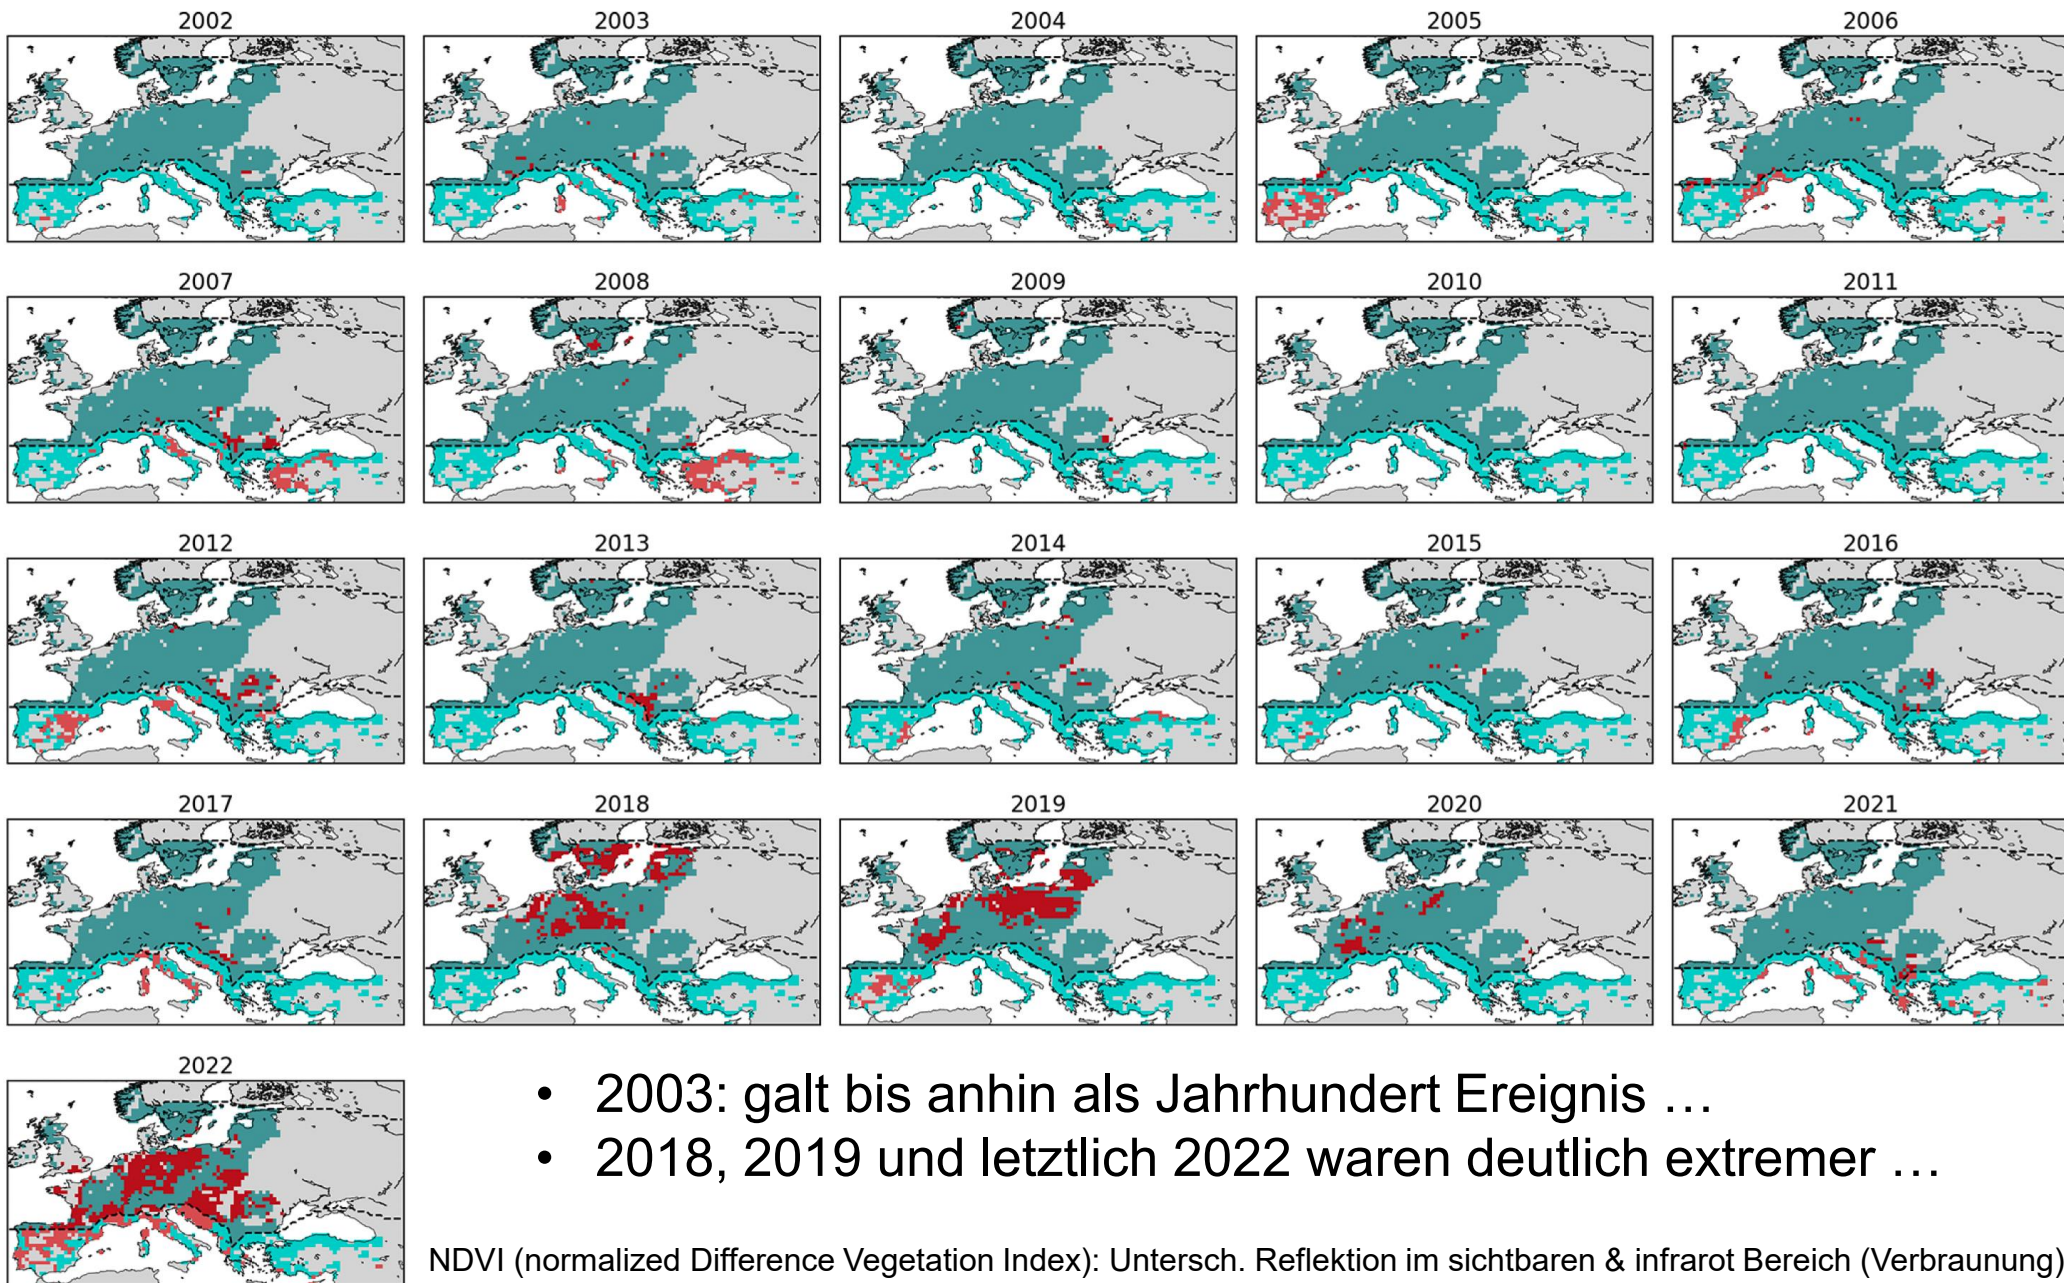 2002 2003 2004 2005 2006
2007 2008 2009 2010 2011
2012 2013 2014 2015 2016
2017 2018 2019 2020 2021
2022
• 2003: galt bis anhin als Jahrhundert Ereignis …
• 2018, 2019 und letztlich 2022 waren deutlich extremer …
NDVI (normalized Difference Vegetation Index): Untersch. Reflektion im sichtbaren & infrarot Bereich (Verbraunung)